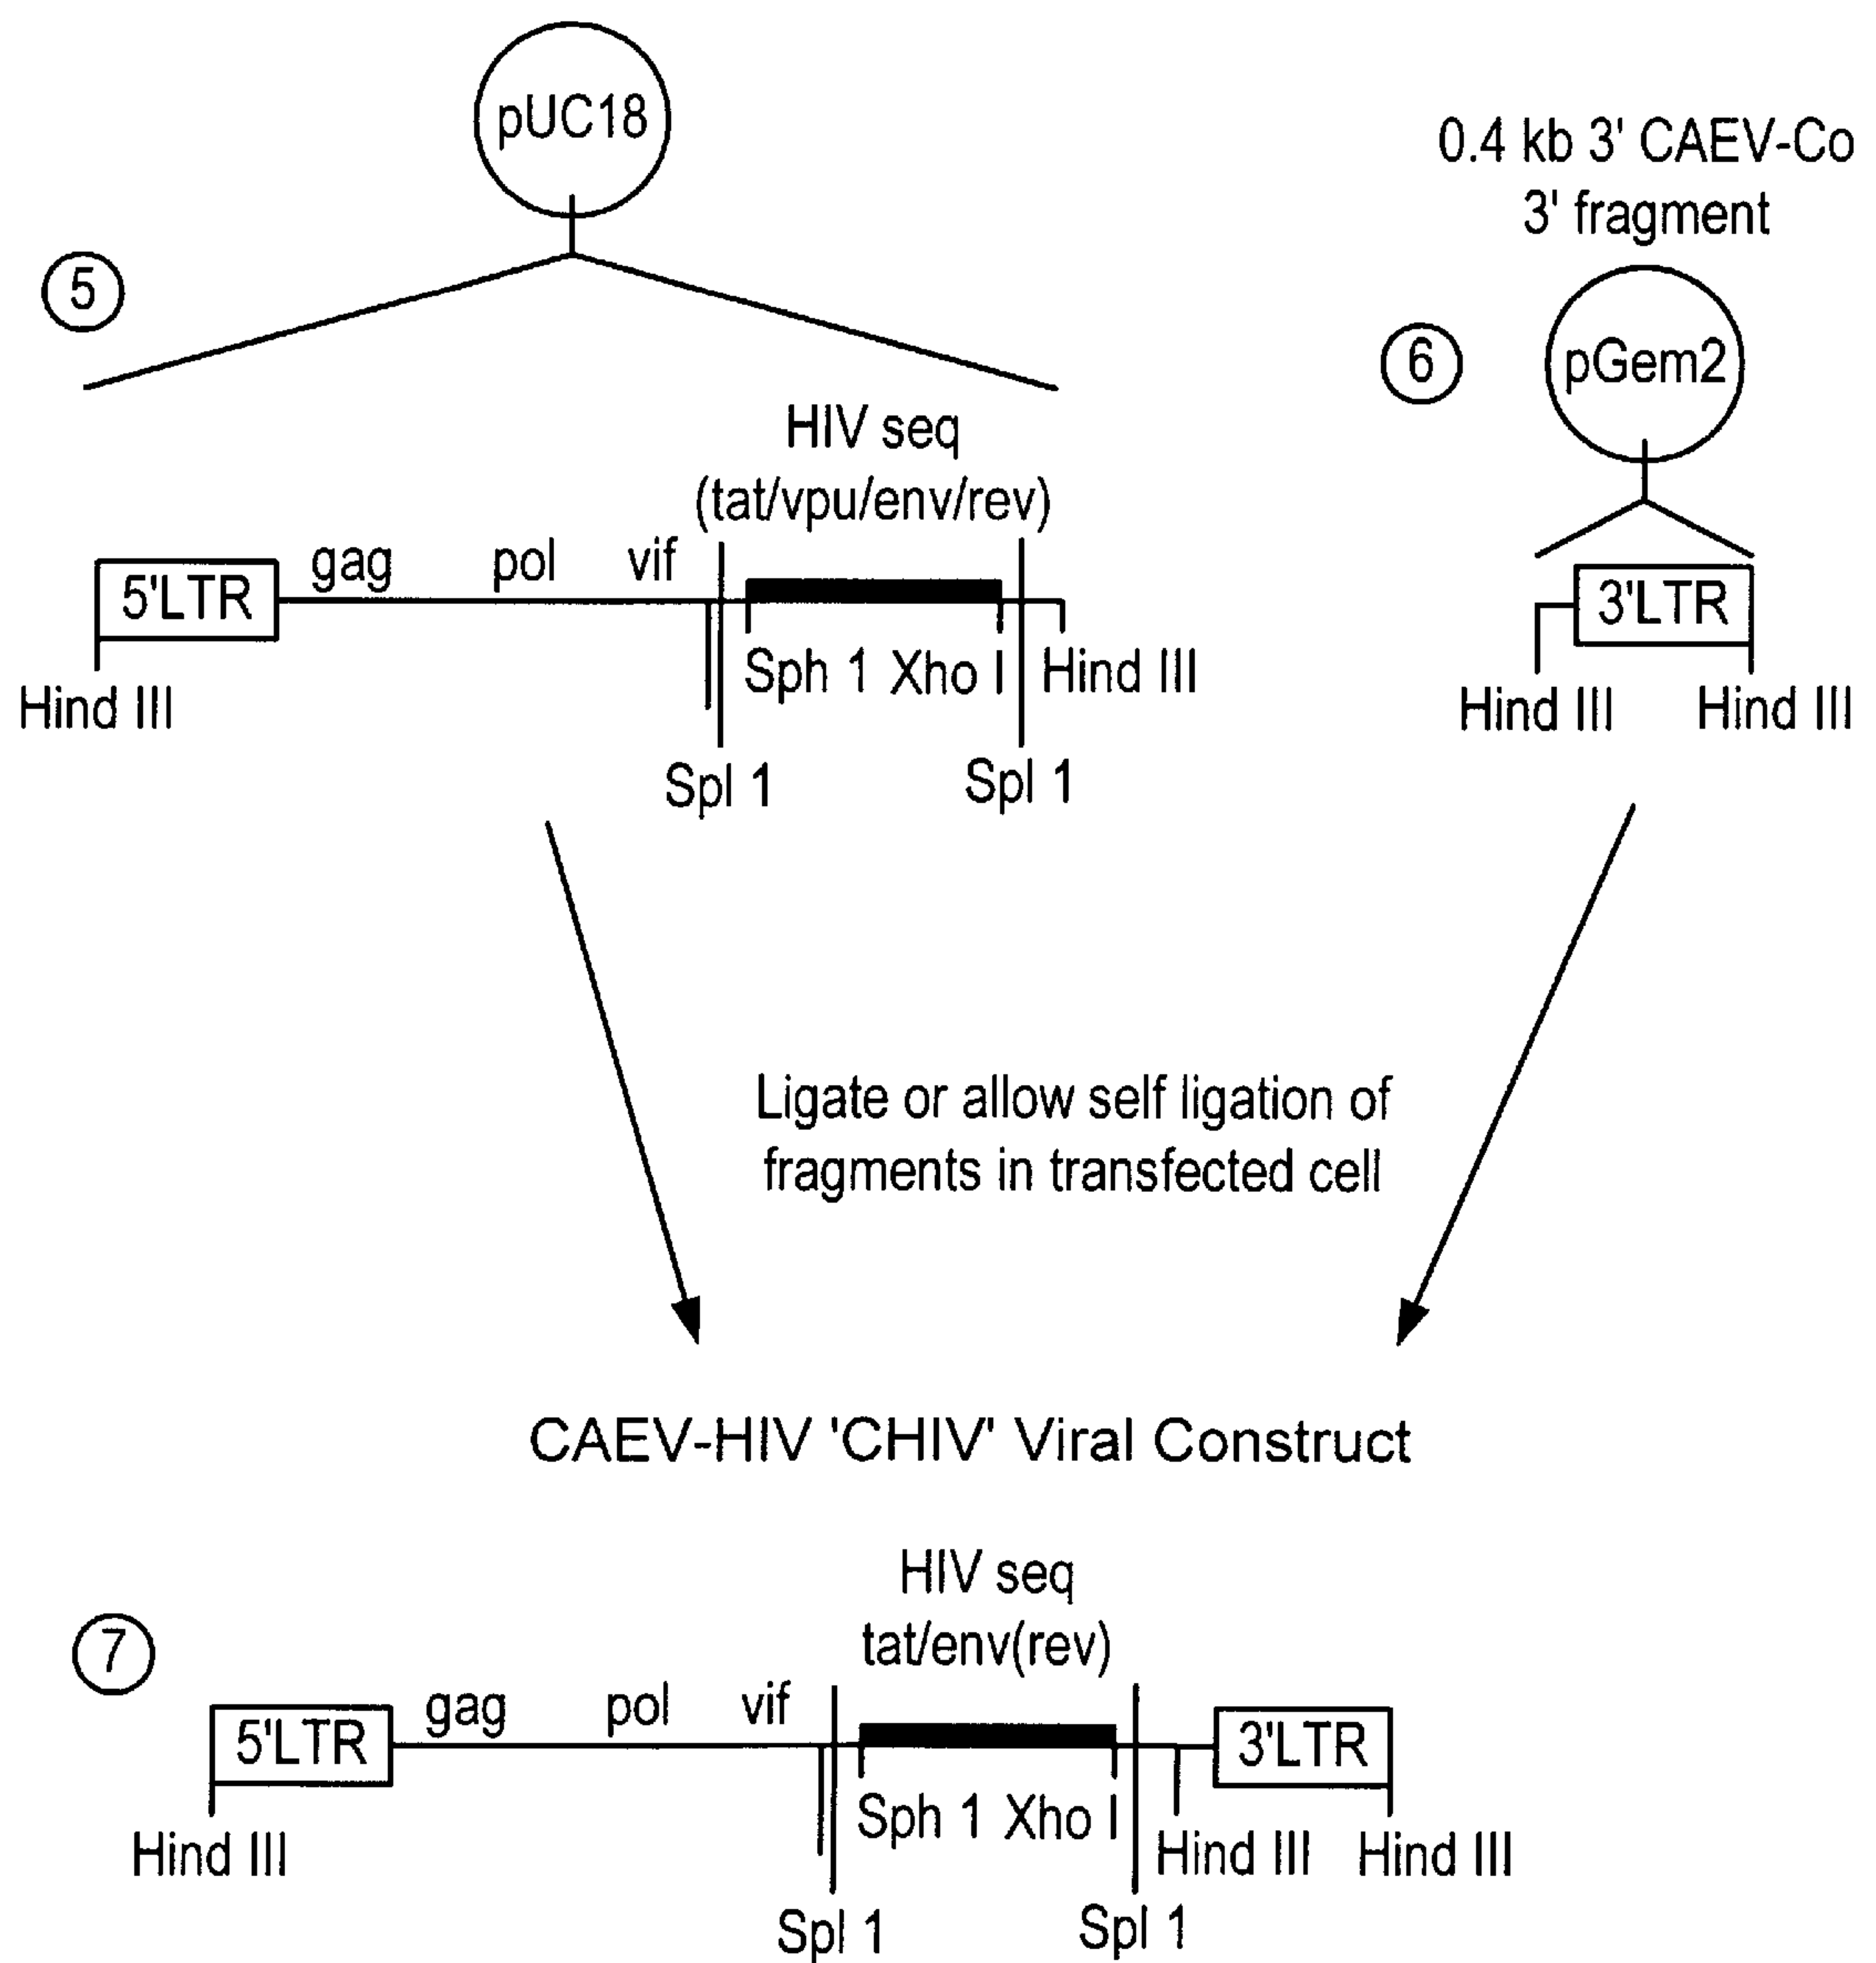 pUC18
0.4 kb 3' CAEV-Co
3' fragment
5
6
pGem2
HIV seq
(tat/vpu/env/rev)
5'LTR
gag
pol
vif
3'LTR
Sph 1 Xho I
Hind III
Hind III
Hind III
Hind III
Spl 1
Spl 1
Ligate or allow self ligation of
fragments in transfected cell
CAEV-HIV 'CHIV' Viral Construct
7
HIV seq
tat/env(rev)
5'LTR
gag
pol
vif
3'LTR
Sph 1 Xho I
Hind III
Hind III
Hind III
Spl 1
Spl 1